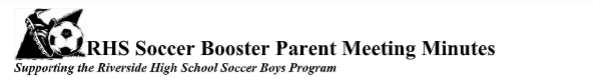 RHS Soccer Booster Parent Meeting Minutes
Supporting the Riverside High School Soccer Boys Program